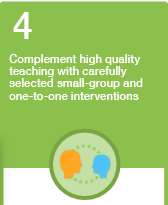 4
Complement high quality
teaching with carefully
selected small-group and
one-to-one interventions